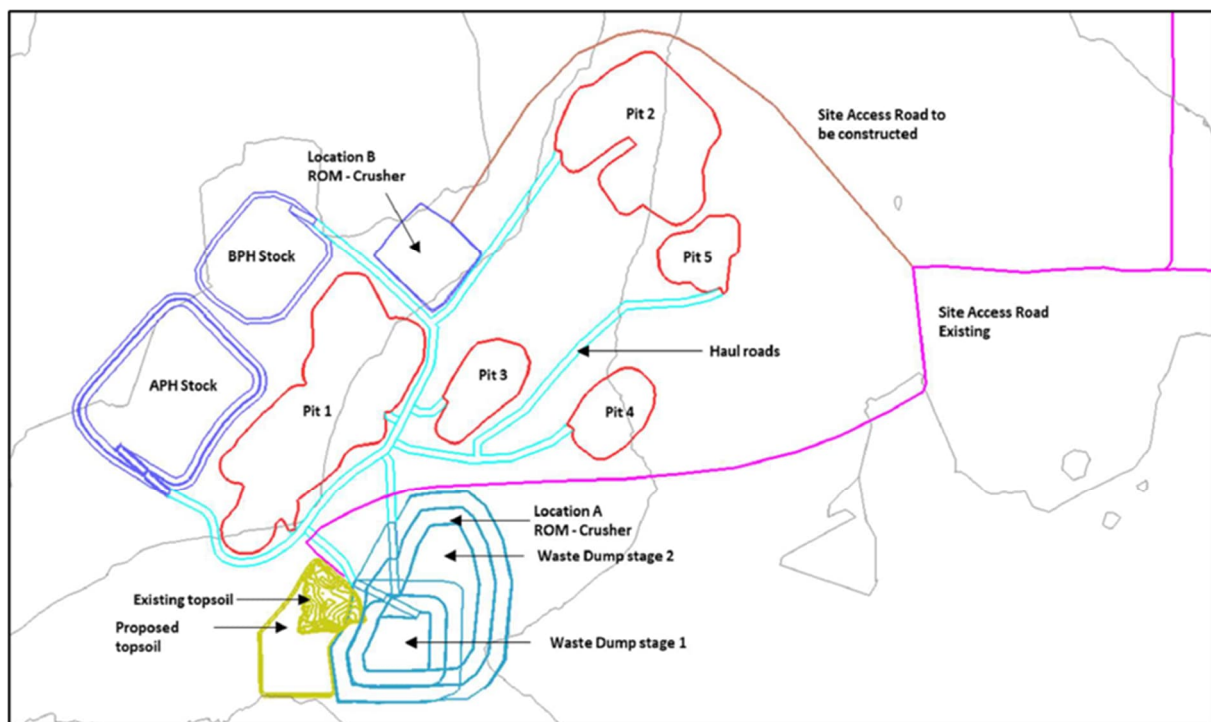 Pit 2
Site Access Road to
be constructed
Location B
ROM - Crusher
BPH Stock
Pit 5
Site Access Road
Existing
Haul roads
APH Stock
Pit 3
Pit 1
Pit 4
Location A
ROM - Crusher
Waste Dump stage 2
Existing topsoil
Proposed
topsoil
Waste Dump stage 1